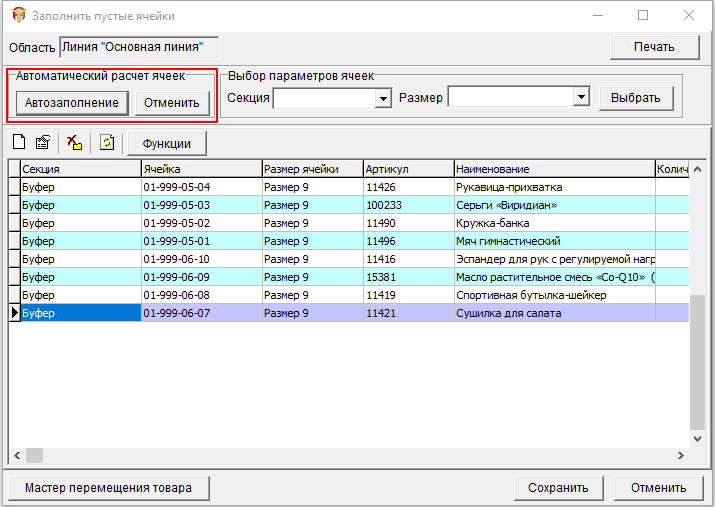 Заполнить пустые ячейки
Область Линия "Основная линия" Печать
Автоматический расчет ячеек Выбор параметров ячеек
Автозаполнение Отменить Секция Размер Выбрать
Функции
Секция Ячейка Размер ячейки Артикул Наименование Колич
Буфер 01-999-05-04 Размер 9 11426 Рукавица-прихватка
Буфер 01-999-05-03 Размер 9 100233 Серьги «Виридиан»
Буфер 01-999-05-02 Размер 9 11490 Кружка-банка
Буфер 01-999-05-01 Размер 9 11496 Мяч гимнастический
Буфер 01-999-06-10 Размер 9 11416 Эспандер для рук с регулируемой нагр
Буфер 01-999-06-09 Размер 9 15381 Масло растительное смесь «Co-Q10» (
Буфер 01-999-06-08 Размер 9 11419 Спортивная бутылка-шейкер
Буфер 01-999-06-07 Размер 9 11421 Сушилка для салата
Мастер перемещения товара Сохранить Отменить